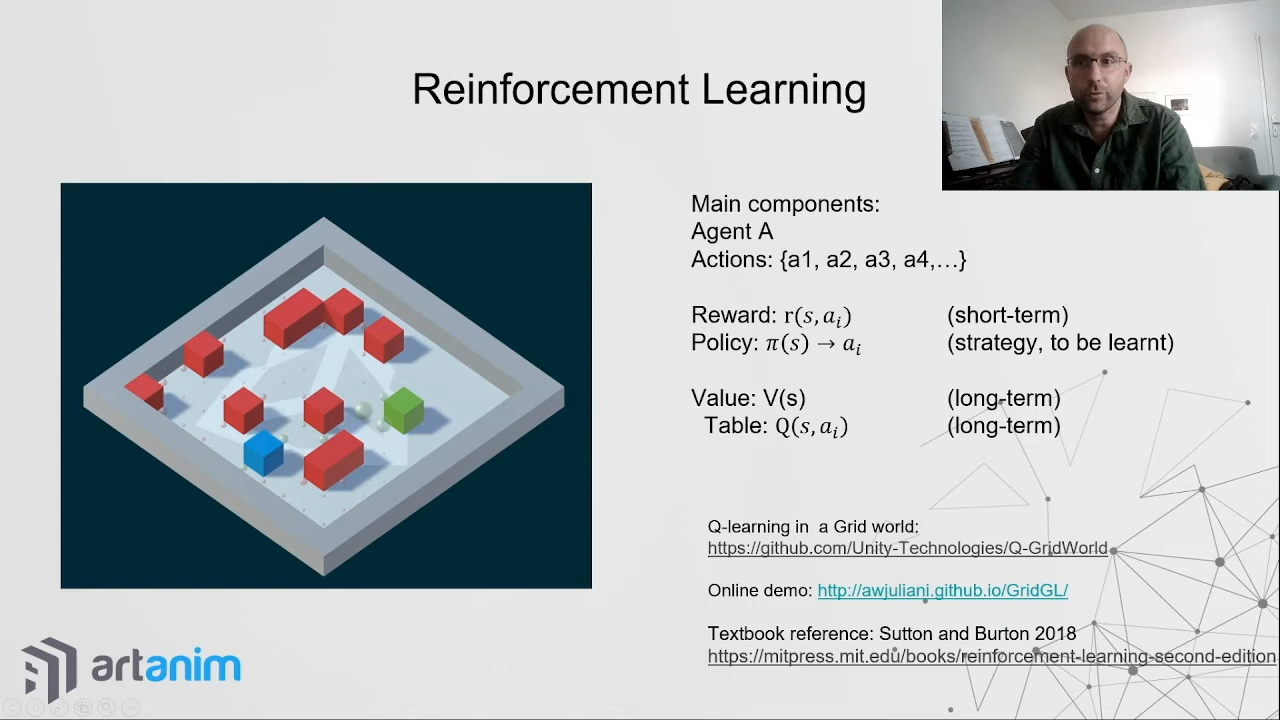 Reinforcement Learning
Main components:
Agent A
Actions: {a1, a2, a3, a4,…}
Reward: r(𝑠, 𝑎ᵢ) (short-term)
Policy: 𝜋(𝑠) → 𝑎ᵢ (strategy, to be learnt)
Value: V(s) (long-term)
Table: Q(𝑠, 𝑎ᵢ) (long-term)
Q-learning in a Grid world:
https://github.com/Unity-Technologies/Q-GridWorld
Online demo: http://awjuliani.github.io/GridGL/
Textbook reference: Sutton and Burton 2018
https://mitpress.mit.edu/books/reinforcement-learning-second-edition
artanim